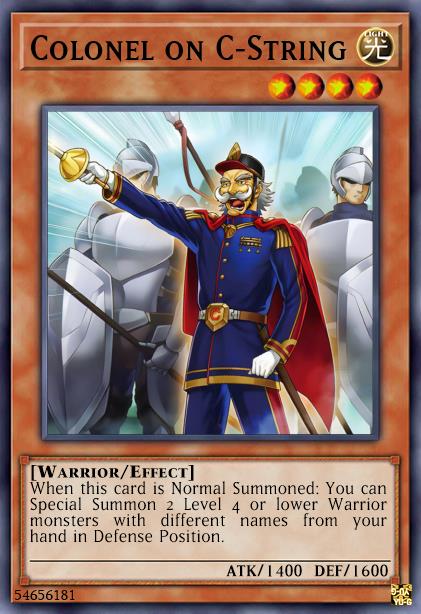 COLONEL ON C-STRING
LIGHT
光
C
[WARRIOR/EFFECT]
When this card is Normal Summoned: You can
Special Summon 2 Level 4 or lower Warrior
monsters with different names from your
hand in Defense Position.
ATK/1400 DEF/1600
54656181